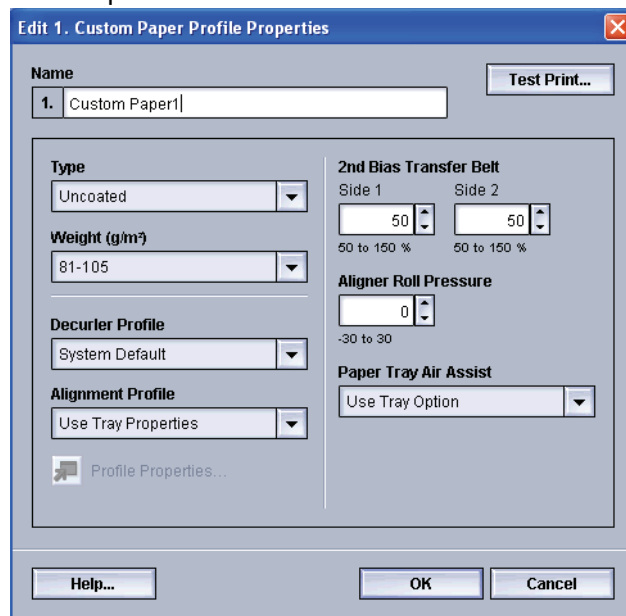 Edit 1. Custom Paper Profile Properties
Name
Test Print...
1. Custom Paper1
Type
Uncoated
Weight (g/m²)
81-105
Decurler Profile
System Default
Alignment Profile
Use Tray Properties
Profile Properties...
2nd Bias Transfer Belt
Side 1 Side 2
50 50
50 to 150 % 50 to 150 %
Aligner Roll Pressure
0
-30 to 30
Paper Tray Air Assist
Use Tray Option
Help... OK Cancel